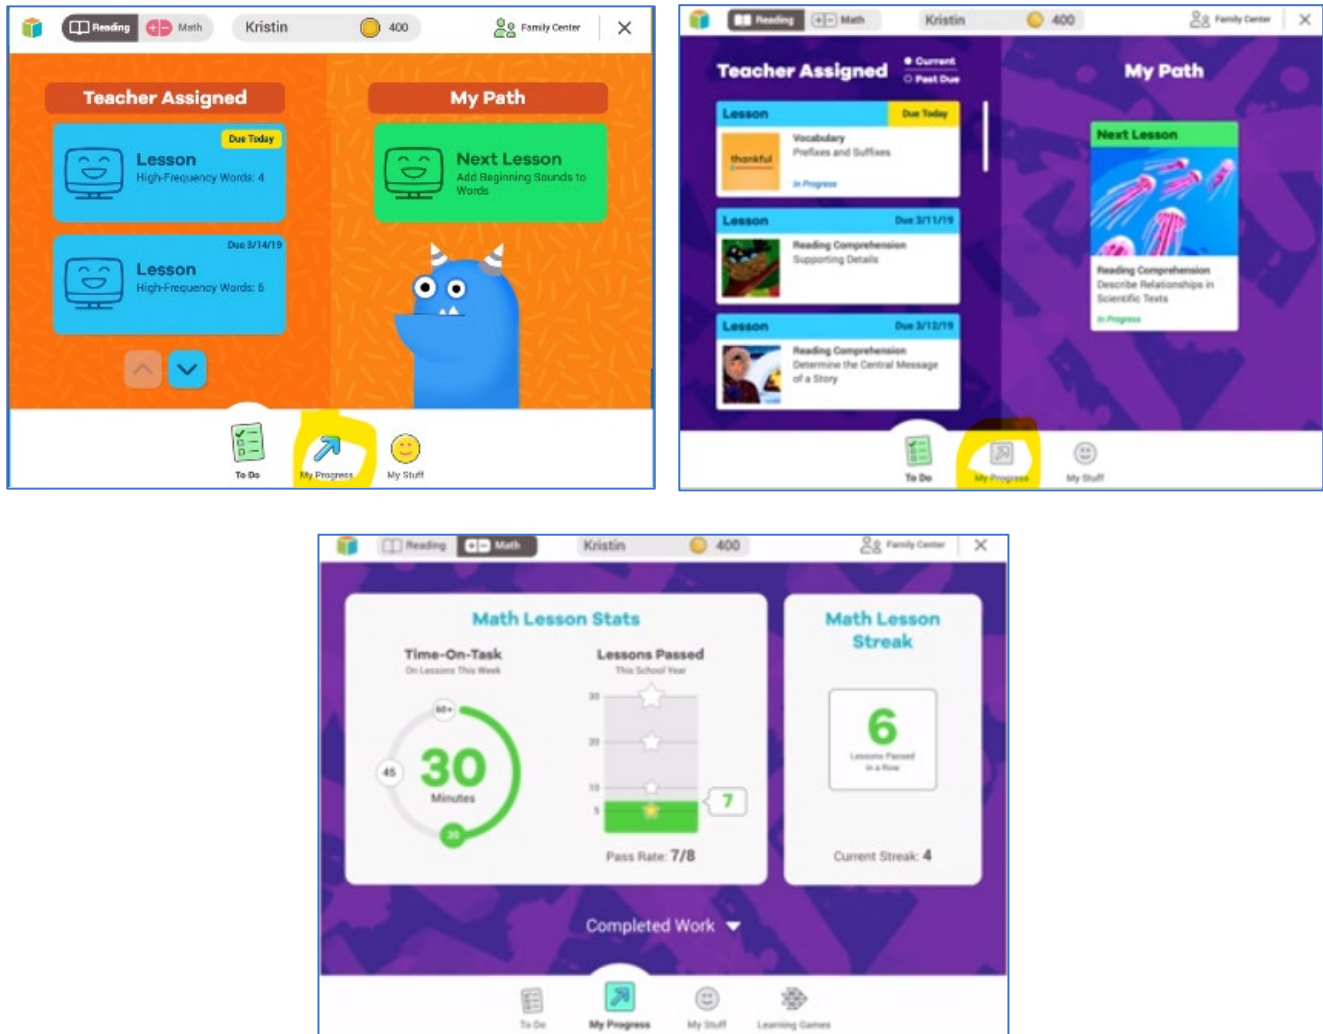 Reading Math Kristin 400 Family Center
Teacher Assigned
Due Today
Lesson
High-Frequency Words: 4
Due 3/14/19
Lesson
High-Frequency Words: 5
My Path
Next Lesson
Add Beginning Sounds to
Words
To Do My Progress My Stuff
Reading Math Kristin 400 Family Center
Teacher Assigned
Current
Past Due
Lesson Due Today
thankful
Vocabulary
Prefixes and Suffixes
In Progress
Lesson Due 3/11/19
Reading Comprehension
Supporting Details
Lesson Due 3/12/19
Reading Comprehension
Determine the Central Message
of a Story
My Path
Next Lesson
Reading Comprehension
Describe Relationships in
Scientific Texts
In Progress
To Do My Progress My Stuff
Reading Math Kristin 400 Family Center
Math Lesson Stats
Time-On-Task
On Lessons This Week
60+
45
30
Minutes
30
Lessons Passed
This School Year
30
20
10
5
7
Pass Rate: 7/8
Math Lesson
Streak
6
Lessons Passed
in a Row
Current Streak: 4
Completed Work
To Do My Progress My Stuff Learning Games